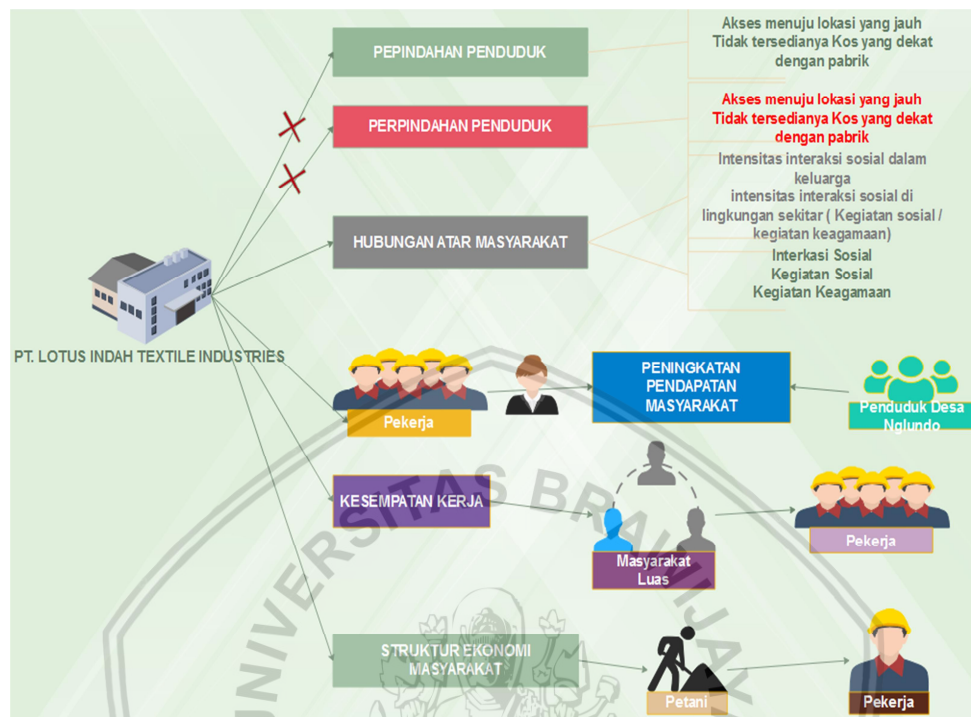 PEPINDAHAN PENDUDUK
Akses menuju lokasi yang jauh
Tidak tersedianya Kos yang dekat
dengan pabrik
PERPINDAHAN PENDUDUK
Akses menuju lokasi yang jauh
Tidak tersedianya Kos yang dekat
dengan pabrik
HUBUNGAN ATAR MASYARAKAT
Intensitas interaksi sosial dalam
keluarga
intensitas interaksi sosial di
lingkungan sekitar ( Kegiatan sosial /
kegiatan keagamaan)
Interkasi Sosial
Kegiatan Sosial
Kegiatan Keagamaan
PT. LOTUS INDAH TEXTILE INDUSTRIES
Pekerja
PENINGKATAN
PENDAPATAN
MASYARAKAT
Penduduk Desa
Nglundo
KESEMPATAN KERJA
Masyarakat
Luas
Pekerja
STRUKTUR EKONOMI
MASYARAKAT
Petani
Pekerja
UNIVERSITAS BRAWIJAYA